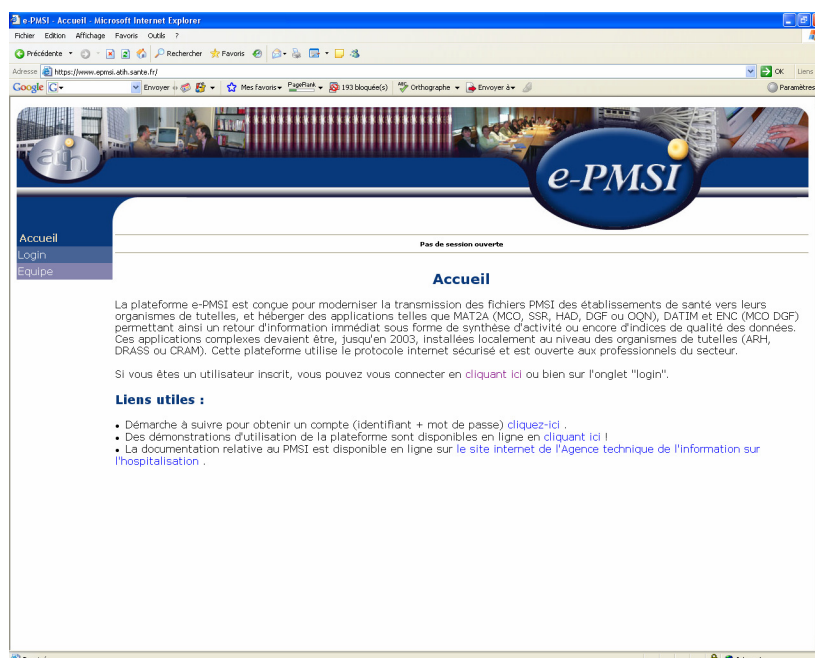 e-PMSI - Accueil - Microsoft Internet Explorer
Fichier Edition Affichage Favoris Outils ?
Précédente Rechercher Favoris
Adresse https://www.epmsi.atih.sante.fr/ OK Liens
Google G Envoyer Mes favoris PageRank 193 bloquée(s) Orthographe Envoyer à Paramètres
atih
e-PMSI
Accueil
Login
Equipe
Pas de session ouverte
Accueil
La plateforme e-PMSI est conçue pour moderniser la transmission des fichiers PMSI des établissements de santé vers leurs
organismes de tutelles, et héberger des applications telles que MAT2A (MCO, SSR, HAD, DGF ou OQN), DATIM et ENC (MCO DGF)
permettant ainsi un retour d'information immédiat sous forme de synthèse d'activité ou encore d'indices de qualité des données.
Ces applications complexes devaient être, jusqu'en 2003, installées localement au niveau des organismes de tutelles (ARH,
DRASS ou CRAM). Cette plateforme utilise le protocole internet sécurisé et est ouverte aux professionnels du secteur.
Si vous êtes un utilisateur inscrit, vous pouvez vous connecter en cliquant ici ou bien sur l'onglet "login".
Liens utiles :
• Démarche à suivre pour obtenir un compte (identifiant + mot de passe) cliquez-ici .
• Des démonstrations d'utilisation de la plateforme sont disponibles en ligne en cliquant ici !
• La documentation relative au PMSI est disponible en ligne sur le site internet de l'Agence technique de l'information sur
l'hospitalisation .